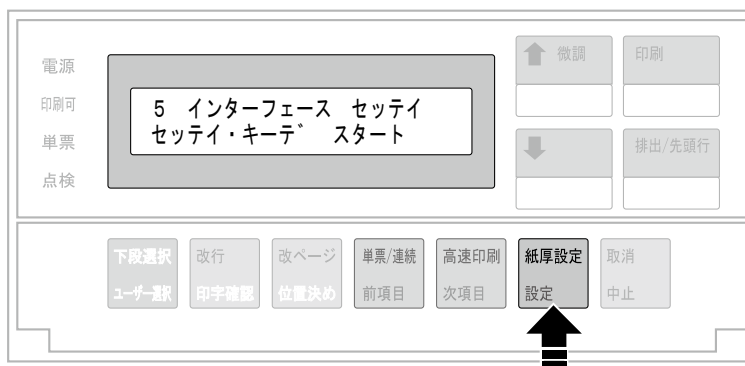 電源
印刷可
単票
点検
5 インターフェース セッテイ
セッテイ・キーデ゛ スタート
微調
印刷
排出/先頭行
下段選択
ユーザー選択
改行
印字確認
改ページ
位置決め
単票/連続
前項目
高速印刷
次項目
紙厚設定
設定
取消
中止